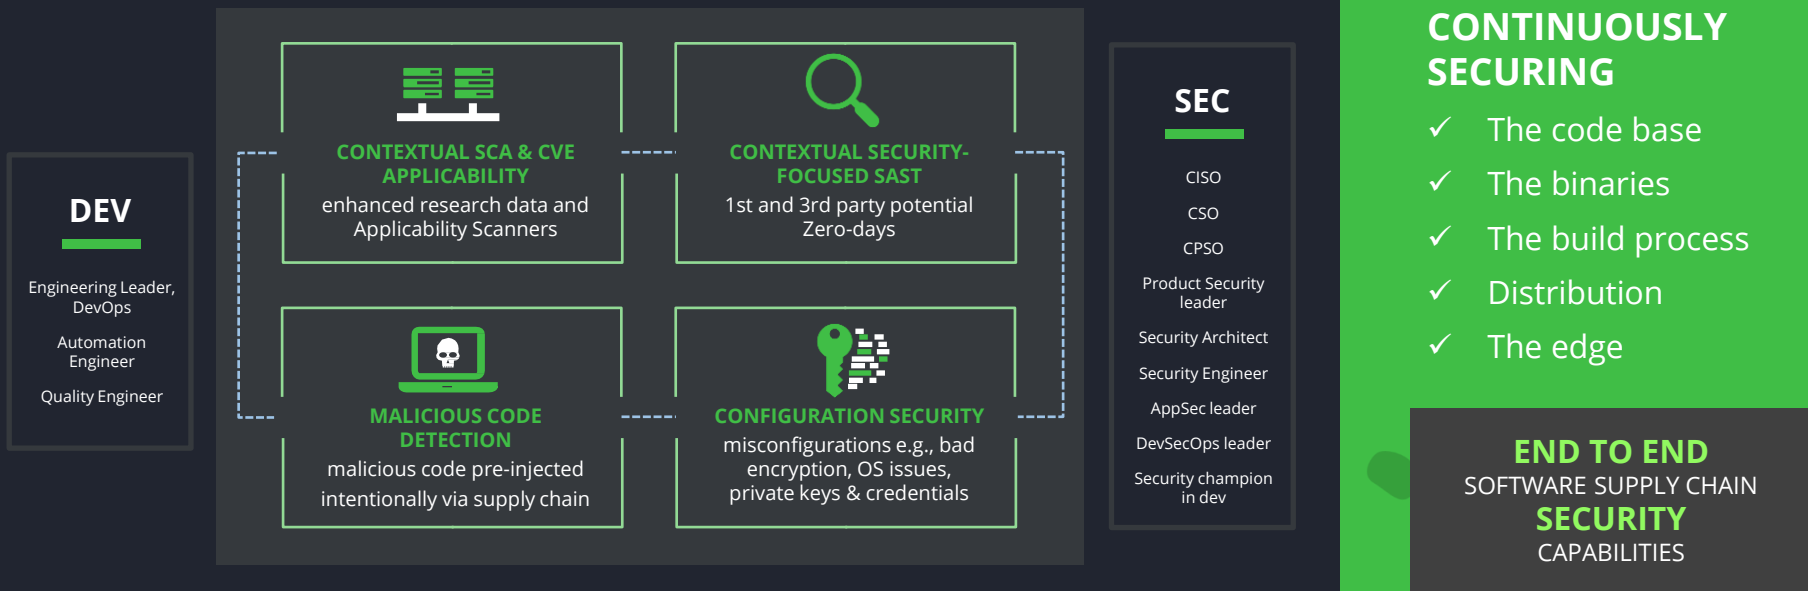 DEV
Engineering Leader,
DevOps
Automation
Engineer
Quality Engineer
CONTEXTUAL SCA & CVE
APPLICABILITY
enhanced research data and
Applicability Scanners
CONTEXTUAL SECURITY-
FOCUSED SAST
1st and 3rd party potential
Zero-days
MALICIOUS CODE
DETECTION
malicious code pre-injected
intentionally via supply chain
CONFIGURATION SECURITY
misconfigurations e.g., bad
encryption, OS issues,
private keys & credentials
SEC
CISO
CSO
CPSO
Product Security
leader
Security Architect
Security Engineer
AppSec leader
DevSecOps leader
Security champion
in dev
CONTINUOUSLY
SECURING
✓ The code base
✓ The binaries
✓ The build process
✓ Distribution
✓ The edge
END TO END
SOFTWARE SUPPLY CHAIN
SECURITY
CAPABILITIES